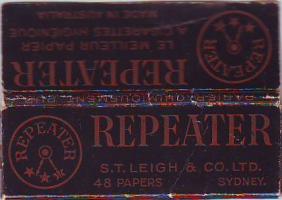 REPEATER
LE MEILLEUR PAPIER
A CIGARETTES HYGIENIQUE
MADE IN AUSTRALIA
REPEATER
REPEATER
REPEATER
S.T. LEIGH & CO. LTD.
48 PAPERS SYDNEY.